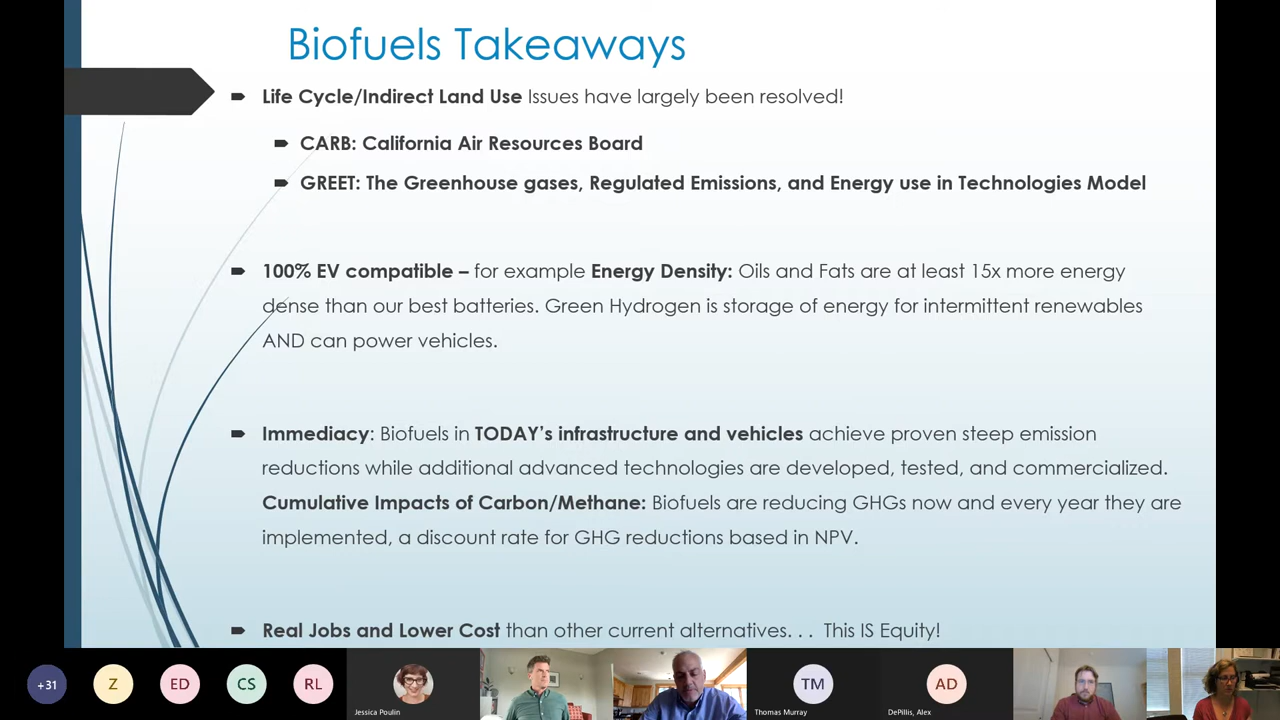 Biofuels Takeaways
Life Cycle/Indirect Land Use Issues have largely been resolved!
CARB: California Air Resources Board
GREET: The Greenhouse gases, Regulated Emissions, and Energy use in Technologies Model
100% EV compatible – for example Energy Density: Oils and Fats are at least 15x more energy
dense than our best batteries. Green Hydrogen is storage of energy for intermittent renewables
AND can power vehicles.
Immediacy: Biofuels in TODAY’s infrastructure and vehicles achieve proven steep emission
reductions while additional advanced technologies are developed, tested, and commercialized.
Cumulative Impacts of Carbon/Methane: Biofuels are reducing GHGs now and every year they are
implemented, a discount rate for GHG reductions based in NPV.
Real Jobs and Lower Cost than other current alternatives. . .  This IS Equity!
+31 Z ED CS RL TM AD
Jessica Poulin Thomas Murray DePillis, Alex